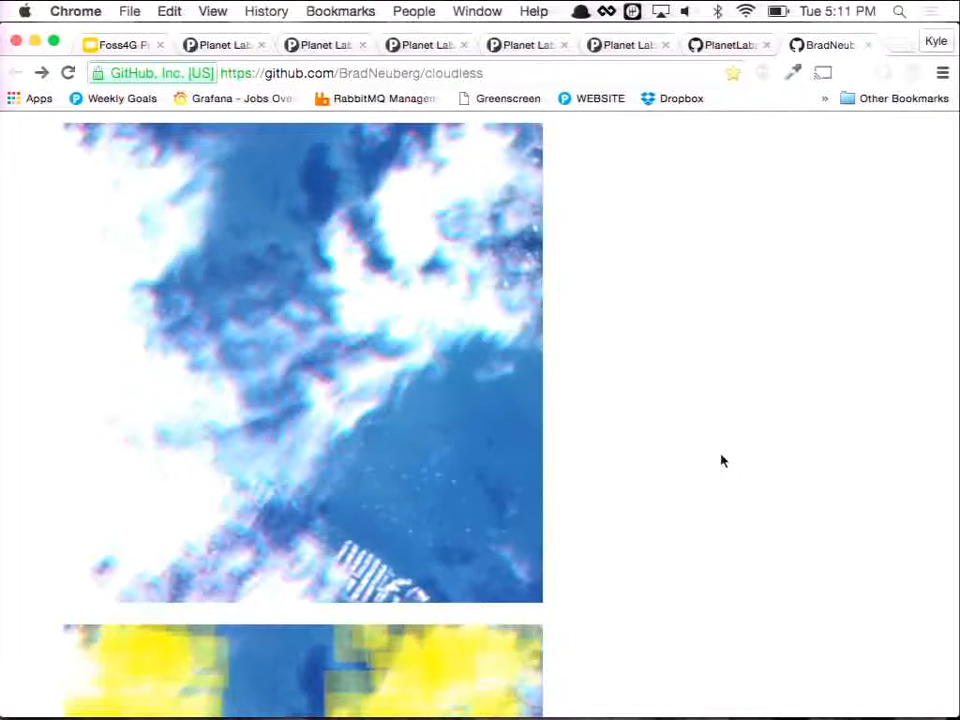 Chrome File Edit View History Bookmarks People Window Help Tue 5:11 PM
Foss4G P Planet Lab Planet Lab Planet Lab Planet Lab Planet Lab PlanetLabs BradNeub Kyle
GitHub, Inc. [US] https://github.com/BradNeuberg/cloudless
Apps Weekly Goals Grafana - Jobs Ove RabbitMQ Managem Greenscreen WEBSITE Dropbox » Other Bookmarks